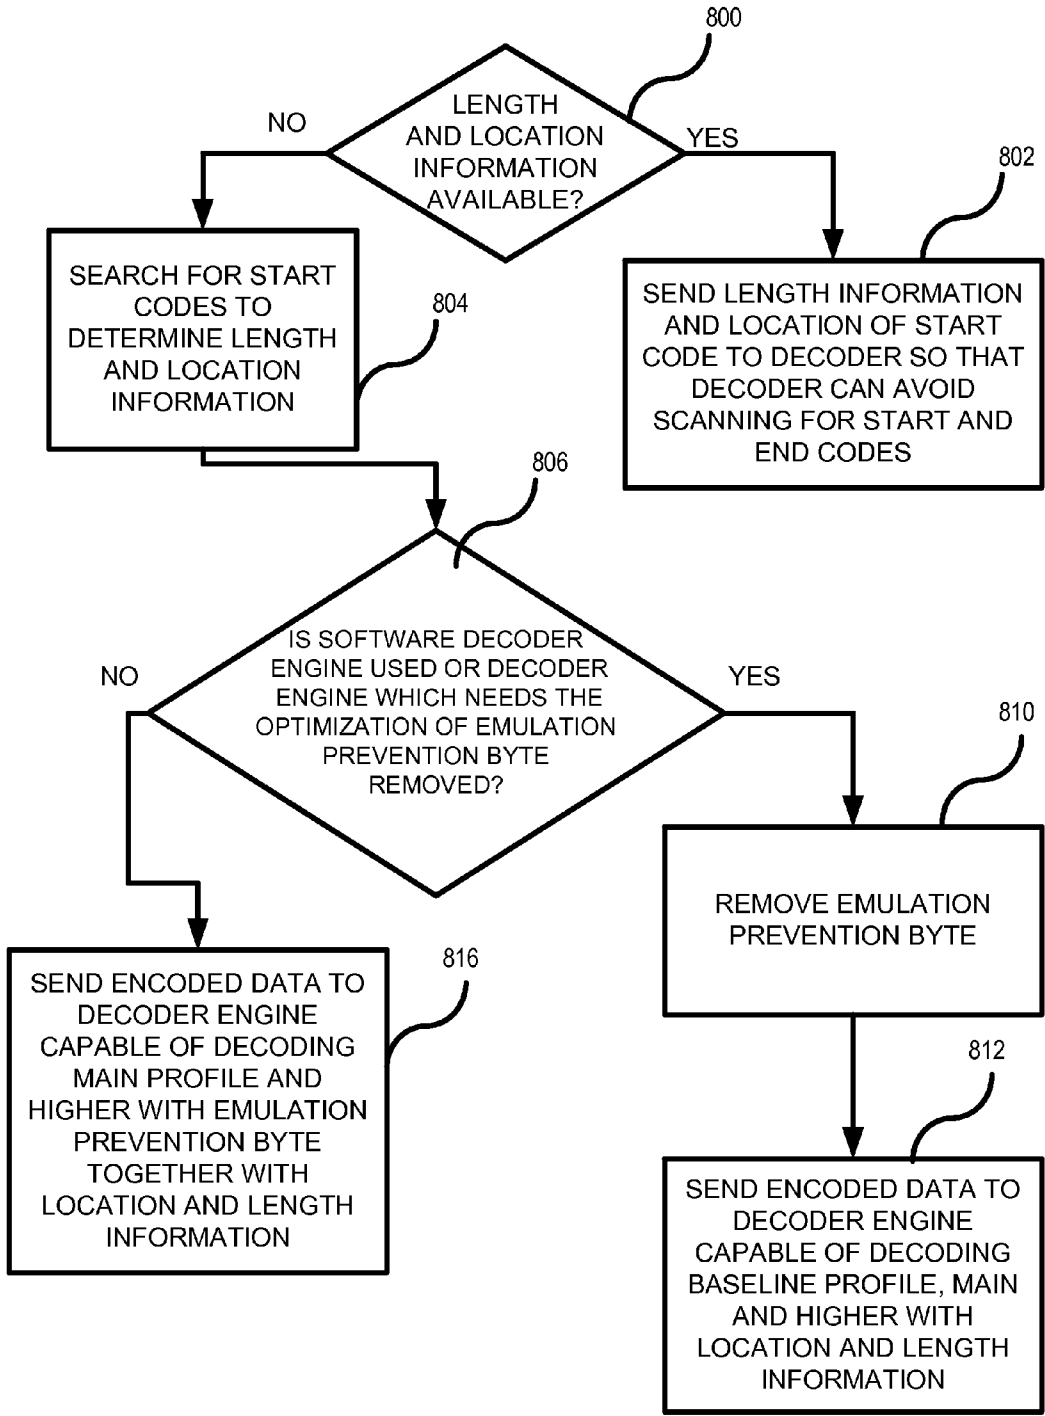 800
LENGTH
AND LOCATION
INFORMATION
AVAILABLE?
NO
YES
802
SEND LENGTH INFORMATION
AND LOCATION OF START
CODE TO DECODER SO THAT
DECODER CAN AVOID
SCANNING FOR START AND
END CODES
SEARCH FOR START
CODES TO
DETERMINE LENGTH
AND LOCATION
INFORMATION
804
806
IS SOFTWARE DECODER
ENGINE USED OR DECODER
ENGINE WHICH NEEDS THE
OPTIMIZATION OF EMULATION
PREVENTION BYTE
REMOVED?
NO
YES
810
REMOVE EMULATION
PREVENTION BYTE
816
SEND ENCODED DATA TO
DECODER ENGINE
CAPABLE OF DECODING
MAIN PROFILE AND
HIGHER WITH EMULATION
PREVENTION BYTE
TOGETHER WITH
LOCATION AND LENGTH
INFORMATION
812
SEND ENCODED DATA TO
DECODER ENGINE
CAPABLE OF DECODING
BASELINE PROFILE, MAIN
AND HIGHER WITH
LOCATION AND LENGTH
INFORMATION